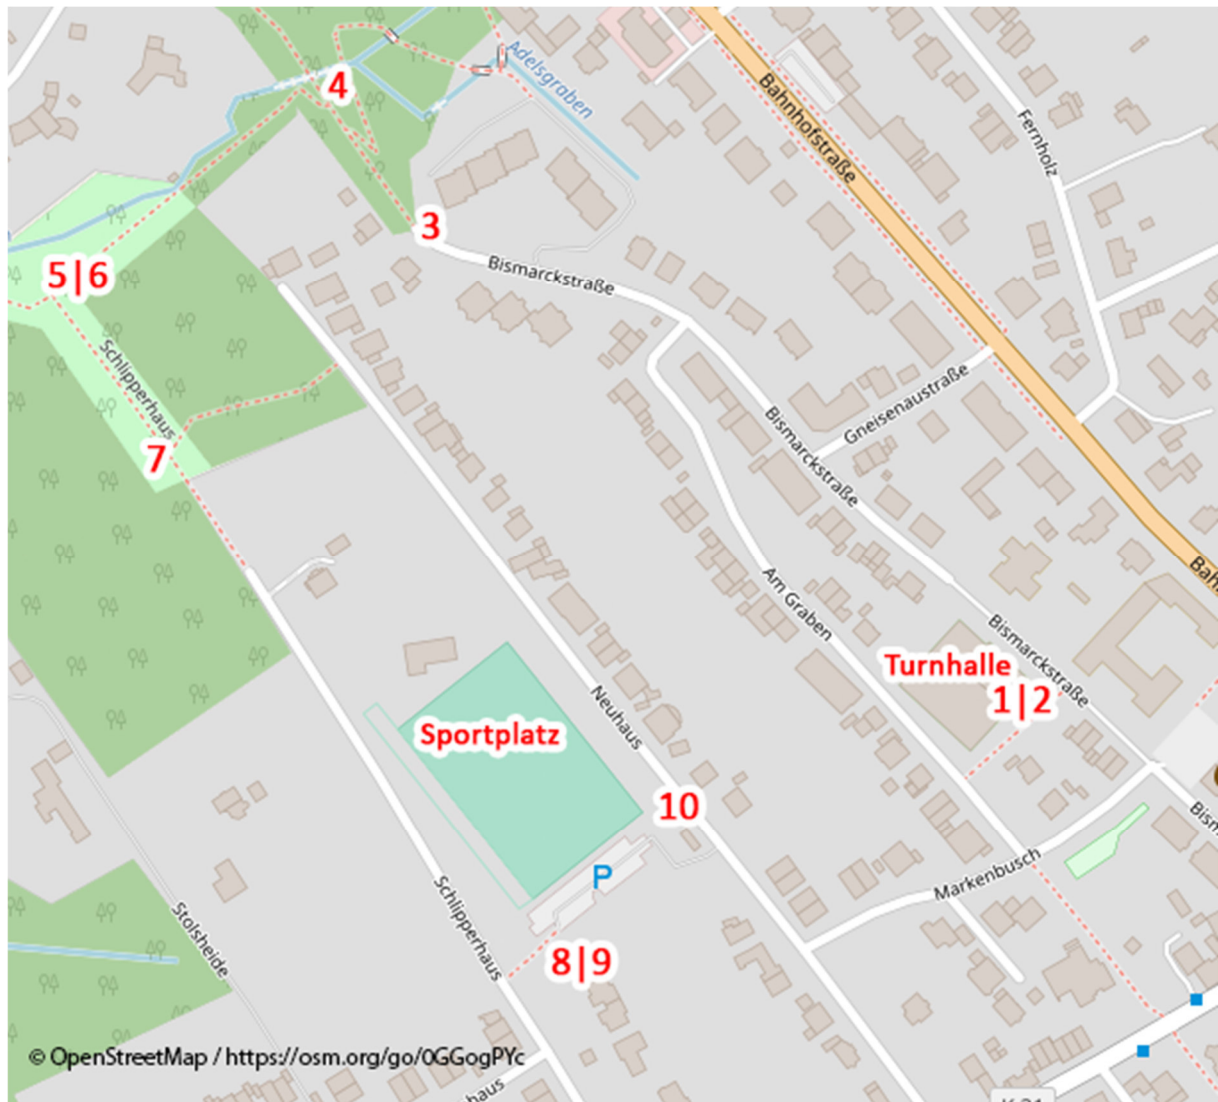 4
Adelsgraben
Bahnhofstraße
Fernholz
3
5|6
Bismarckstraße
Schlipperhaus
7
Gneisenaustraße
Bismarckstraße
Am Graben
Turnhalle
1|2
Bismarckstraße
Neuhaus
Sportplatz
10
P
Markenbusch
Schlipperhaus
Stolsheide
8|9
© OpenStreetMap / https://osm.org/go/0GGogPYc